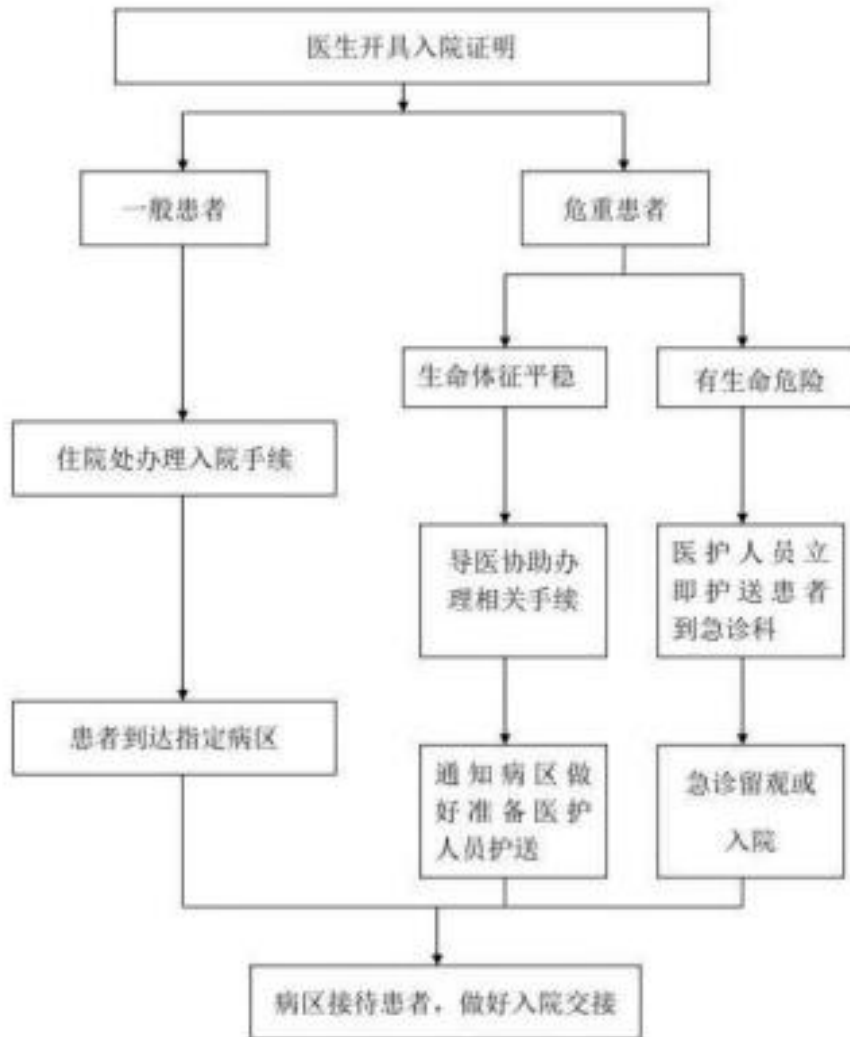 医生开具入院证明
一般患者
危重患者
生命体征平稳
有生命危险
住院处办理入院手续
导医协助办
理相关手续
医护人员立
即护送患者
到急诊科
患者到达指定病区
通知病区做
好准备医护
人员护送
急诊留观或
入院
病区接待患者，做好入院交接